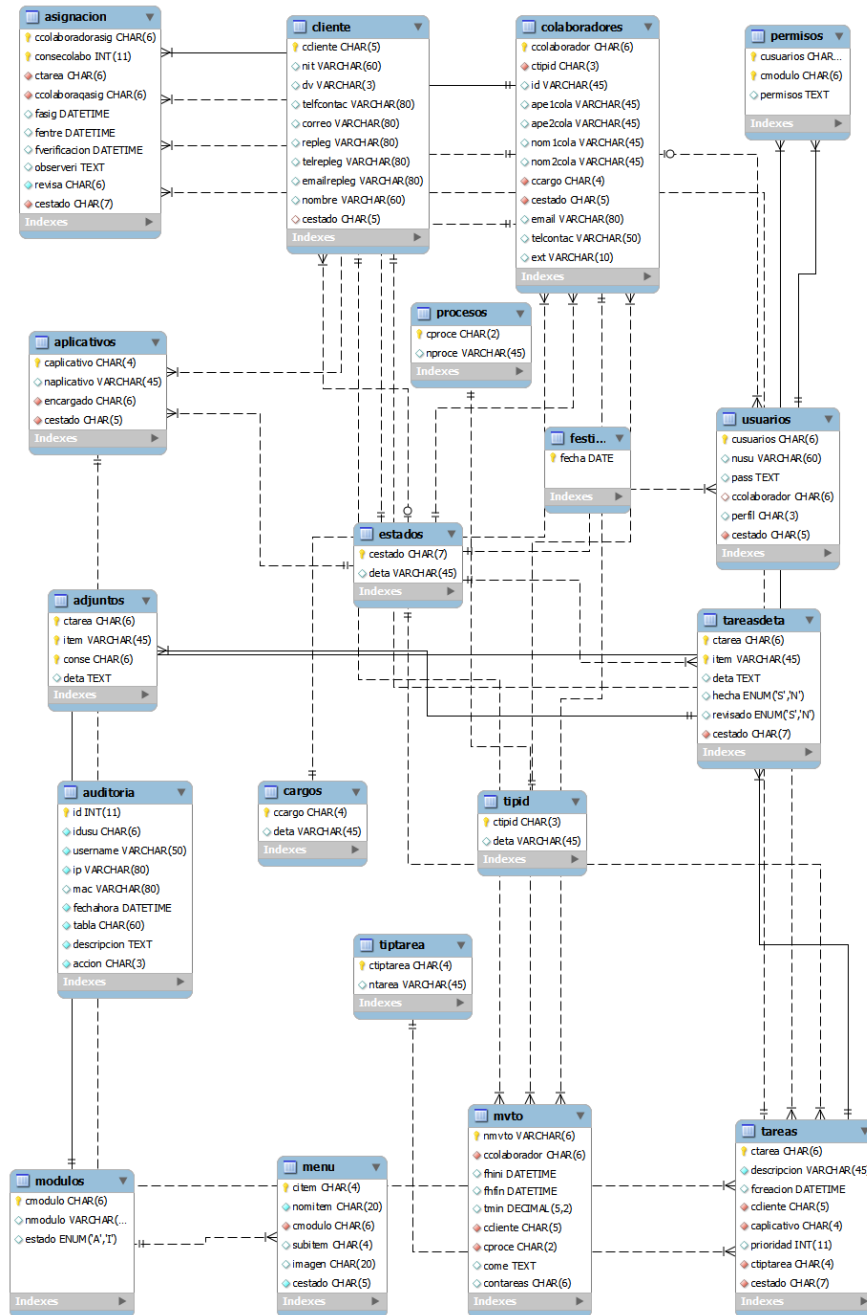 asignacion
ccolaboradorasig CHAR(6)
consecolabo INT(11)
ctarea CHAR(6)
ccolaboraqasig CHAR(6)
fasig DATETIME
fentre DATETIME
fverificacion DATETIME
observeri TEXT
revisa CHAR(6)
cestado CHAR(7)
Indexes
cliente
ccliente CHAR(5)
nit VARCHAR(60)
dv VARCHAR(3)
telfcontac VARCHAR(80)
correo VARCHAR(80)
repleg VARCHAR(80)
telrepleg VARCHAR(80)
emailrepleg VARCHAR(80)
nombre VARCHAR(60)
cestado CHAR(5)
Indexes
colaboradores
ccolaborador CHAR(6)
ctipid CHAR(3)
id VARCHAR(45)
ape1cola VARCHAR(45)
ape2cola VARCHAR(45)
nom1cola VARCHAR(45)
nom2cola VARCHAR(45)
ccargo CHAR(4)
cestado CHAR(5)
email VARCHAR(80)
telcontac VARCHAR(50)
ext VARCHAR(10)
Indexes
permisos
cusuarios CHAR...
cmodulo CHAR(6)
permisos TEXT
Indexes
procesos
cproce CHAR(2)
nproce VARCHAR(45)
Indexes
aplicativos
caplicativo CHAR(4)
naplicativo VARCHAR(45)
encargado CHAR(6)
cestado CHAR(5)
Indexes
festi...
fecha DATE
Indexes
usuarios
cusuarios CHAR(6)
nusu VARCHAR(60)
pass TEXT
ccolaborador CHAR(6)
perfil CHAR(3)
cestado CHAR(5)
Indexes
estados
cestado CHAR(7)
deta VARCHAR(45)
Indexes
adjuntos
ctarea CHAR(6)
item VARCHAR(45)
conse CHAR(6)
deta TEXT
Indexes
tareasdeta
ctarea CHAR(6)
item VARCHAR(45)
deta TEXT
hecha ENUM('S','N')
revisado ENUM('S','N')
cestado CHAR(7)
Indexes
auditoria
id INT(11)
idusu CHAR(6)
username VARCHAR(50)
ip VARCHAR(80)
mac VARCHAR(80)
fechahora DATETIME
tabla CHAR(60)
descripcion TEXT
accion CHAR(3)
Indexes
cargos
ccargo CHAR(4)
deta VARCHAR(45)
Indexes
tipid
ctipid CHAR(3)
deta VARCHAR(45)
Indexes
tiptarea
ctiptarea CHAR(4)
ntarea VARCHAR(45)
Indexes
modulos
cmodulo CHAR(6)
nmodulo VARCHAR(...
estado ENUM('A','I')
Indexes
menu
citem CHAR(4)
nomitem CHAR(20)
cmodulo CHAR(6)
subitem CHAR(4)
imagen CHAR(20)
cestado CHAR(5)
Indexes
mvto
nmvto VARCHAR(6)
ccolaborador CHAR(6)
fhini DATETIME
fhfin DATETIME
tmin DECIMAL(5,2)
ccliente CHAR(5)
cproce CHAR(2)
come TEXT
contareas CHAR(6)
Indexes
tareas
ctarea CHAR(6)
descripcion VARCHAR(45)
fcreacion DATETIME
ccliente CHAR(5)
caplicativo CHAR(4)
prioridad INT(11)
ctiptarea CHAR(4)
cestado CHAR(7)
Indexes